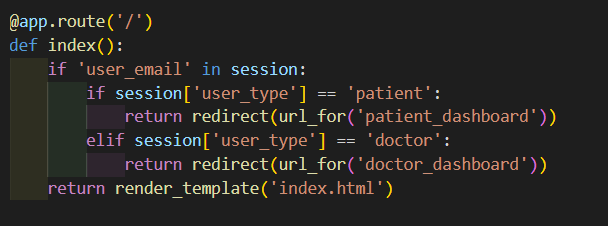 @app.route('/')
def index():
    if 'user_email' in session:
        if session['user_type'] == 'patient':
            return redirect(url_for('patient_dashboard'))
        elif session['user_type'] == 'doctor':
            return redirect(url_for('doctor_dashboard'))
    return render_template('index.html')